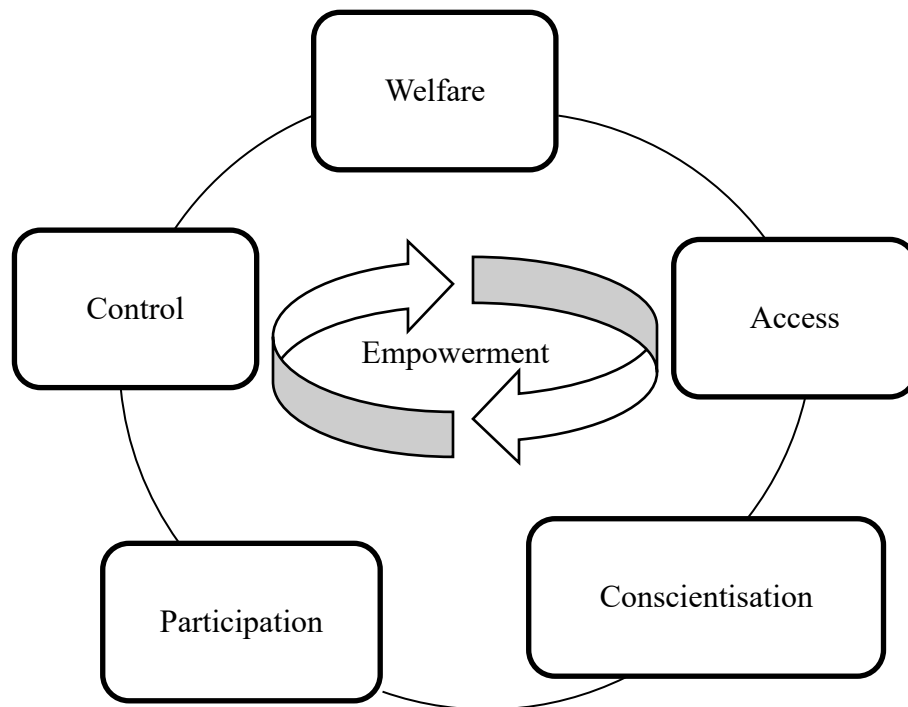 Welfare
Control
Access
Empowerment
Conscientisation
Participation